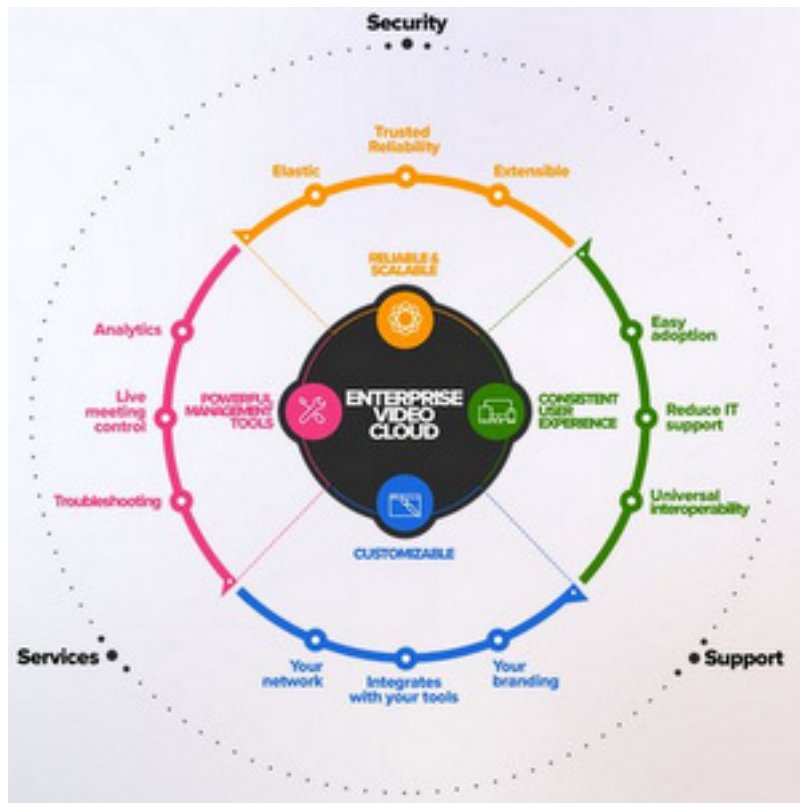 Security
Trusted
Reliability
Elastic
Extensible
RELIABLE &
SCALABLE
Analytics
Easy
adoption
Live
meeting
control
POWERFUL
MANAGEMENT
TOOLS
ENTERPRISE
VIDEO
CLOUD
CONSISTENT
USER
EXPERIENCE
Reduce IT
support
Troubleshooting
Universal
interoperability
CUSTOMIZABLE
Services
Support
Your
network
Integrates
with your tools
Your
branding